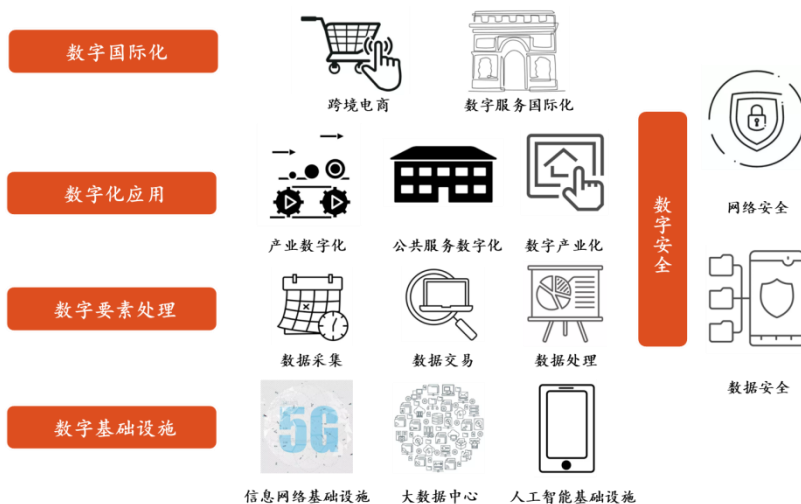 数字国际化
跨境电商
数字服务国际化
数字化应用
产业数字化
公共服务数字化
数字产业化
数字要素处理
数据采集
数据交易
数据处理
数字基础设施
5G
信息网络基础设施
大数据中心
人工智能基础设施
数字安全
网络安全
数据安全